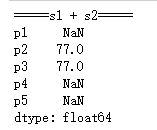 =====s1 + s2=====
p1     NaN
p2    77.0
p3    77.0
p4     NaN
p5     NaN
dtype: float64